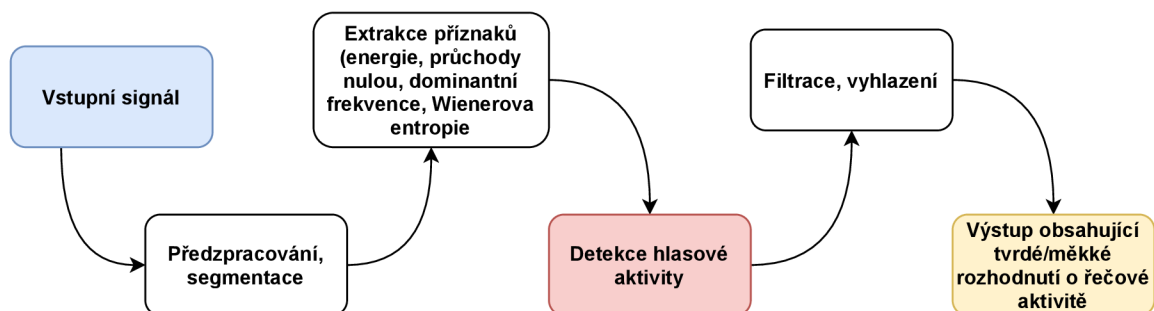 Vstupní signál
Předzpracování,
segmentace
Extrakce příznaků
(energie, průchody
nulou, dominantní
frekvence, Wienerova
entropie
Detekce hlasové
aktivity
Filtrace, vyhlazení
Výstup obsahující
tvrdé/měkké
rozhodnutí o řečové
aktivitě